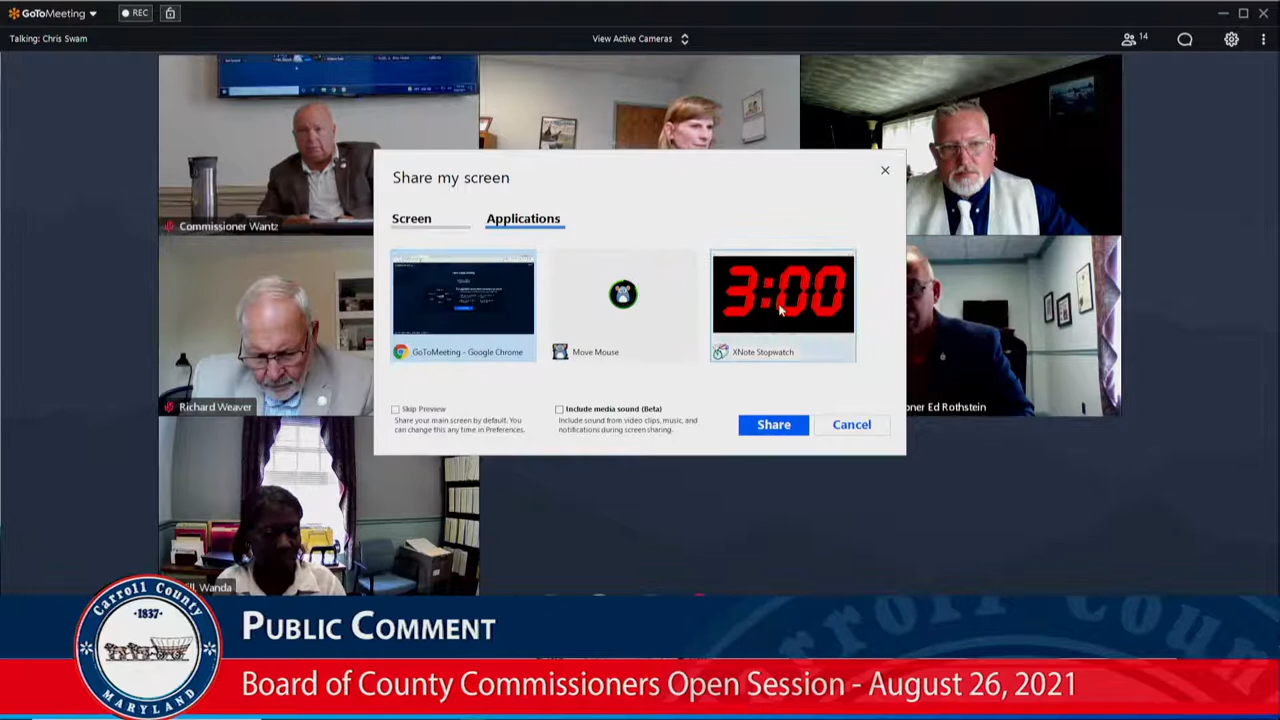 GoToMeeting
REC
Talking: Chris Swam
View Active Cameras
14
Commissioner Wantz
Share my screen
Screen
Applications
3:00
GoToMeeting - Google Chrome
Move Mouse
XNote Stopwatch
Richard Weaver
oner Ed Rothstein
Skip Preview
Share your main screen by default. You
can change this any time in Preferences.
Include media sound (Beta)
Include sound from video clips, music, and
notifications during screen sharing.
Share
Cancel
ill, Wanda
Carroll County
·1837·
MARYLAND
PUBLIC COMMENT
Board of County Commissioners Open Session - August 26, 2021